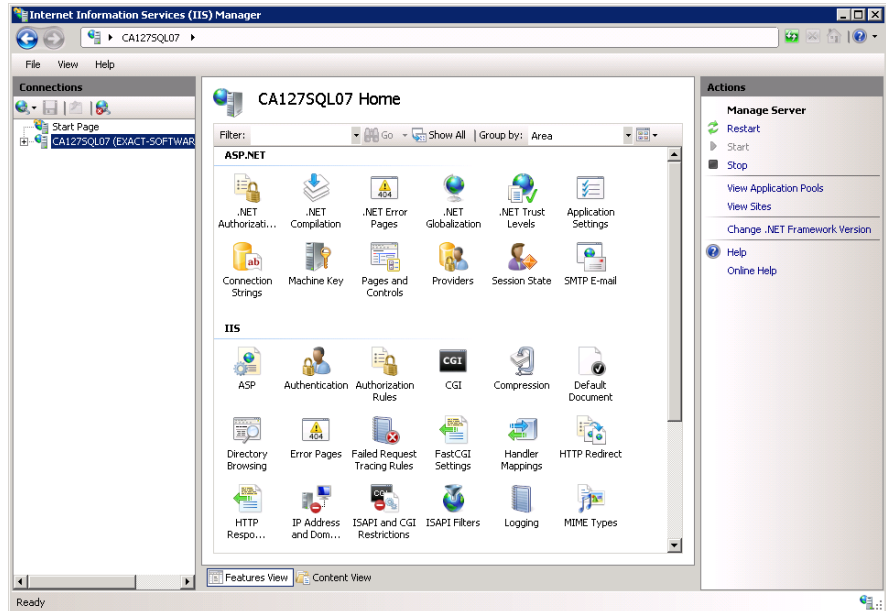 Internet Information Services (IIS) Manager
CA127SQL07
File View Help
Connections
Start Page
CA127SQL07 (EXACT-SOFTWAR
CA127SQL07 Home
Filter: Go Show All Group by: Area
ASP.NET
.NET Authorizati...
.NET Compilation
.NET Error Pages
.NET Globalization
.NET Trust Levels
Application Settings
Connection Strings
Machine Key
Pages and Controls
Providers
Session State
SMTP E-mail
IIS
ASP
Authentication
Authorization Rules
CGI
Compression
Default Document
Directory Browsing
Error Pages
Failed Request Tracing Rules
FastCGI Settings
Handler Mappings
HTTP Redirect
HTTP Respo...
IP Address and Dom...
ISAPI and CGI Restrictions
ISAPI Filters
Logging
MIME Types
Features View Content View
Actions
Manage Server
Restart
Start
Stop
View Application Pools
View Sites
Change .NET Framework Version
Help
Online Help
Ready
ab
404
CGI
404